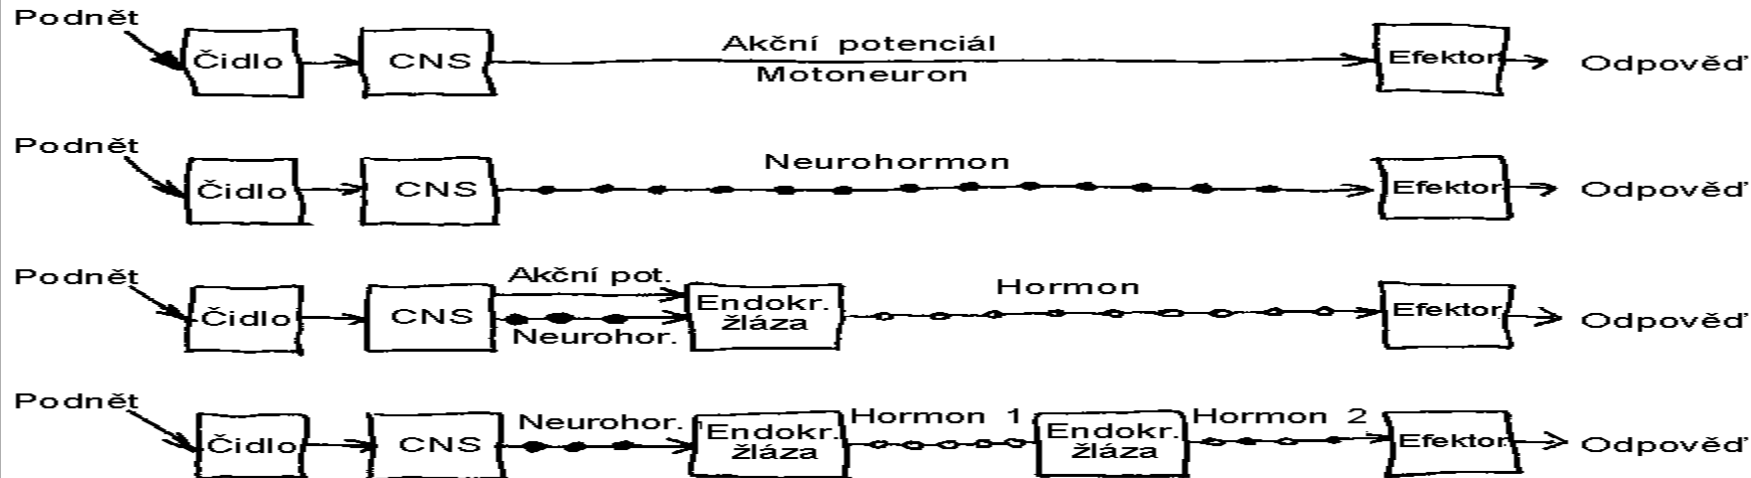 Podnět
Čidlo CNS Akční potenciál Efektor Odpověď
Motoneuron
Podnět
Neurohormon
Čidlo CNS Efektor Odpověď
Podnět
Akční pot. Hormon
Čidlo CNS Endokr. Efektor Odpověď
žláza
Neurohor.
Podnět
Neurohor. Hormon 1 Hormon 2
Čidlo CNS Endokr. Endokr. Efektor Odpověď
žláza žláza